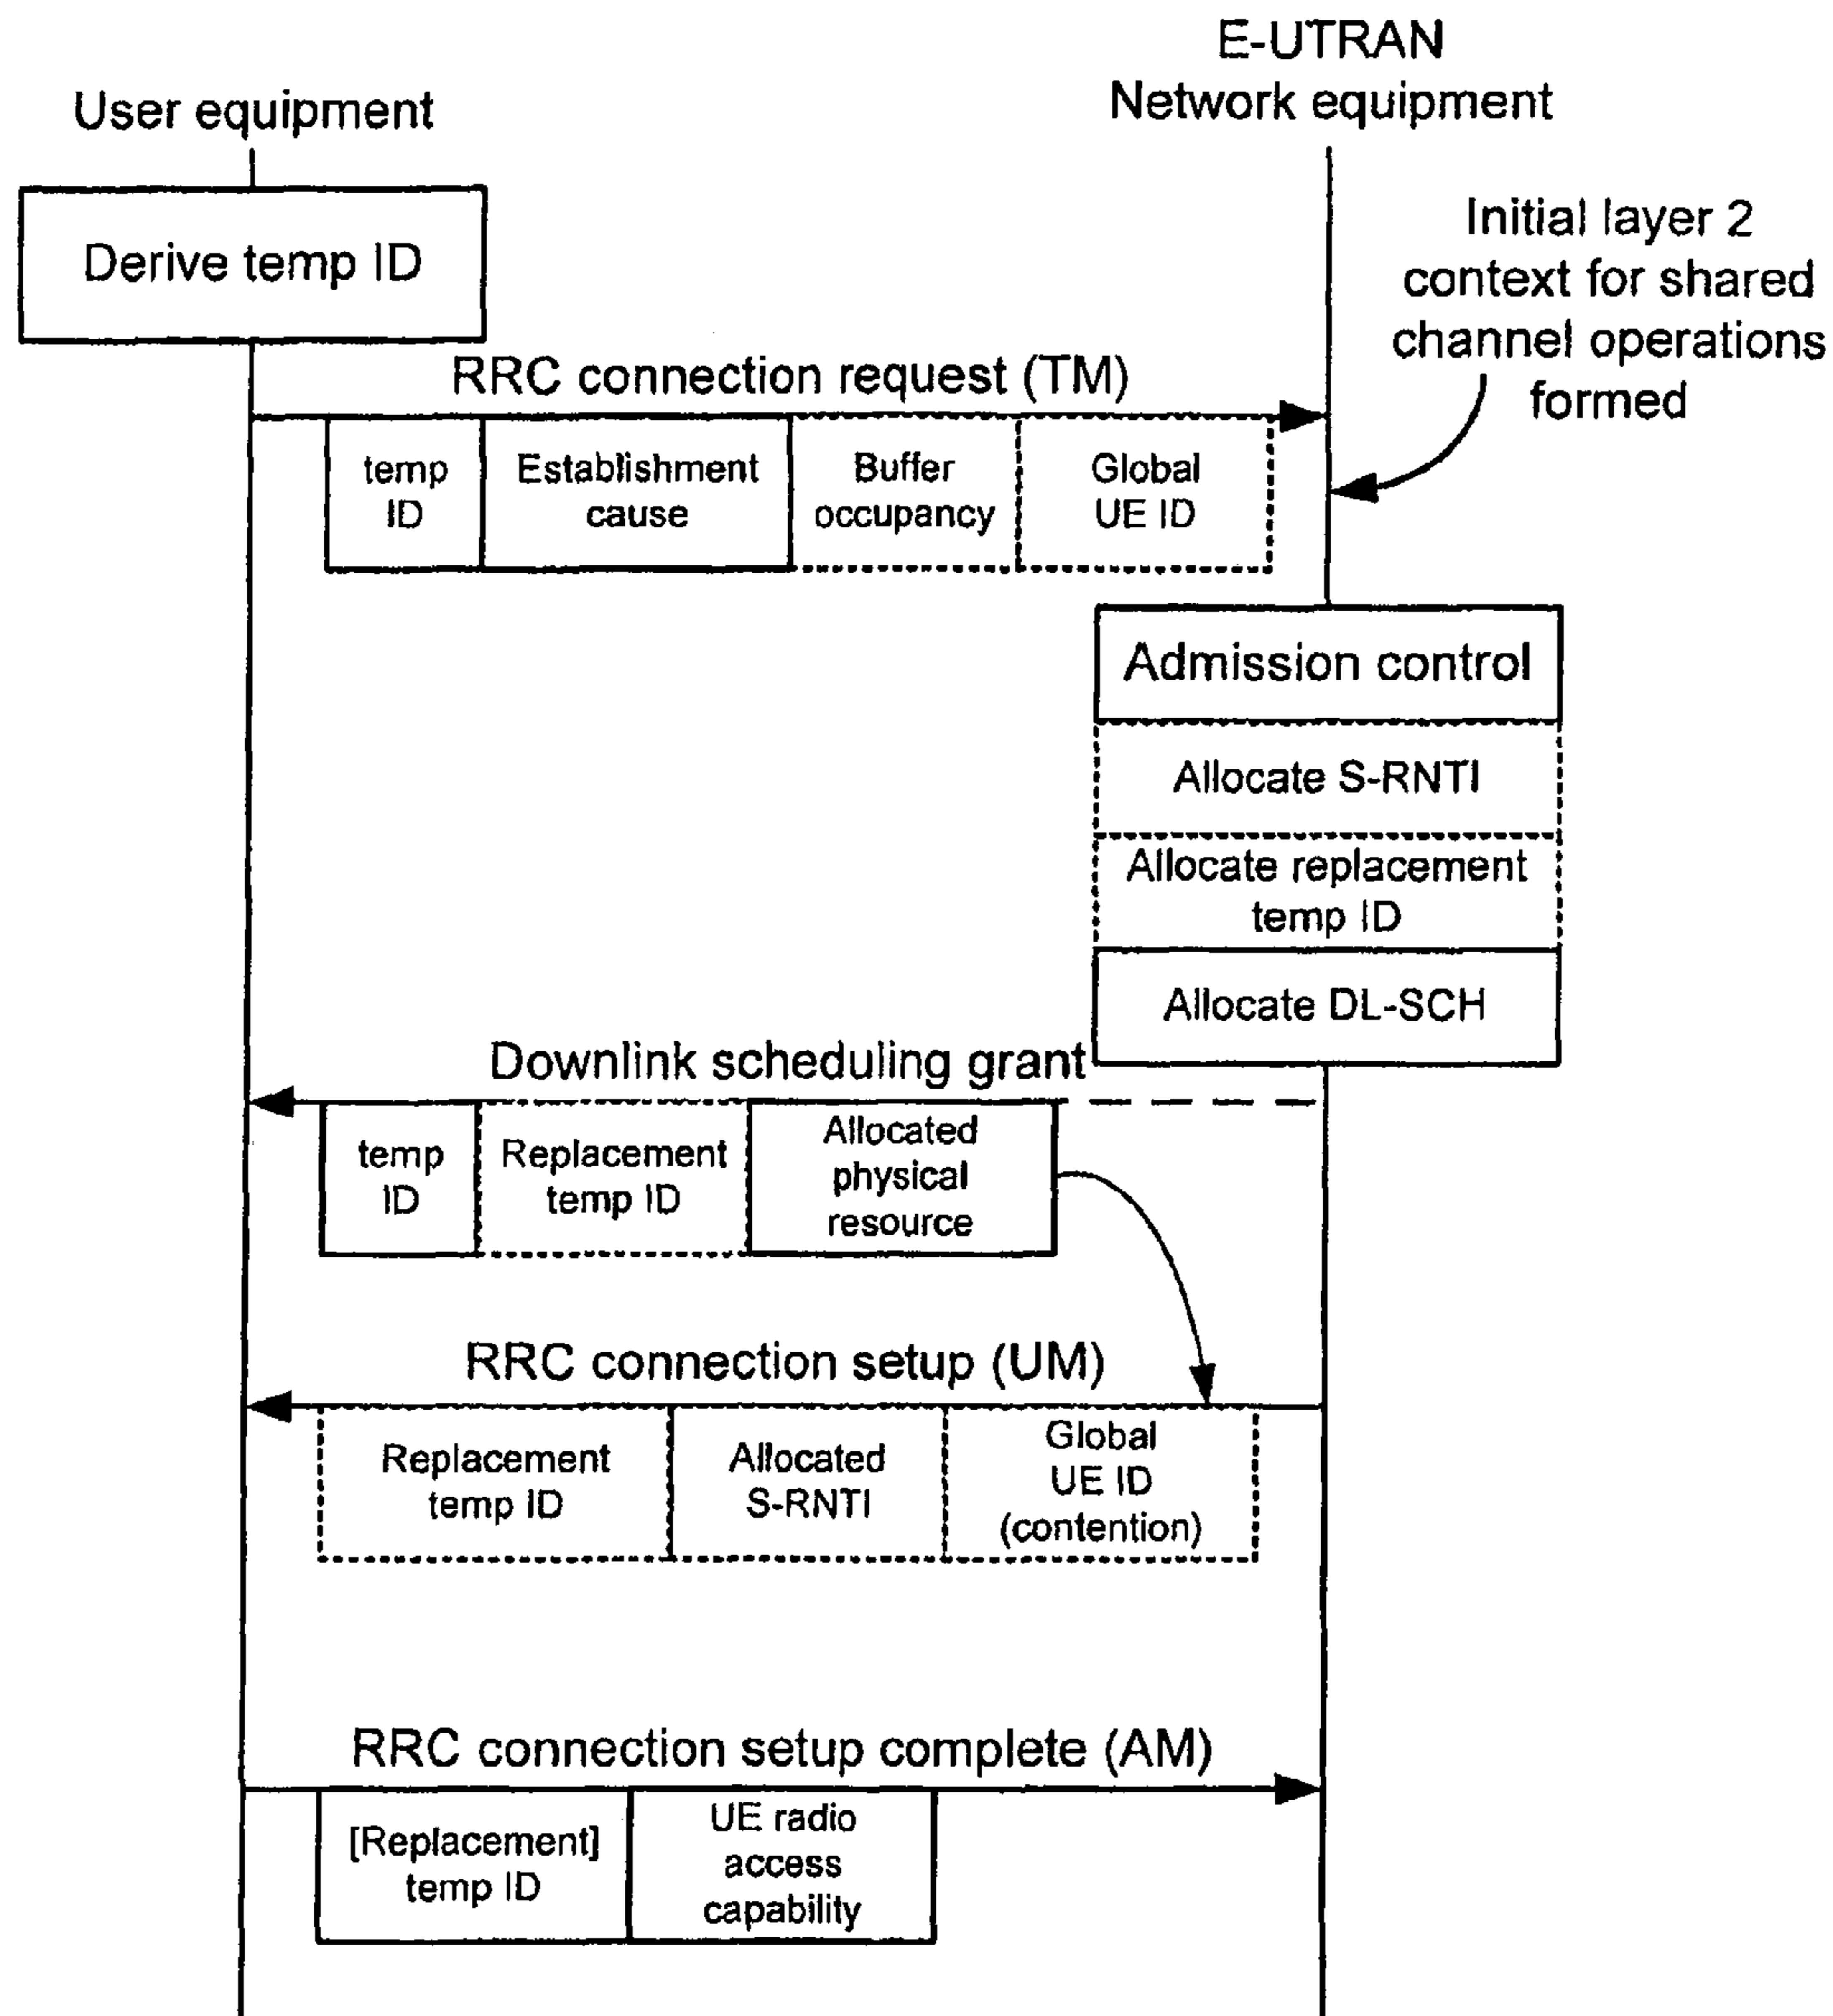 E-UTRAN
Network equipment
User equipment
Derive temp ID
Initial layer 2
context for shared
channel operations
formed
RRC connection request (TM)
temp
ID
Establishment
cause
Buffer
occupancy
Global
UE ID
Admission control
Allocate S-RNTI
Allocate replacement
temp ID
Allocate DL-SCH
Downlink scheduling grant
temp
ID
Replacement
temp ID
Allocated
physical
resource
RRC connection setup (UM)
Replacement
temp ID
Allocated
S-RNTI
Global
UE ID
(contention)
RRC connection setup complete (AM)
[Replacement]
temp ID
UE radio
access
capability